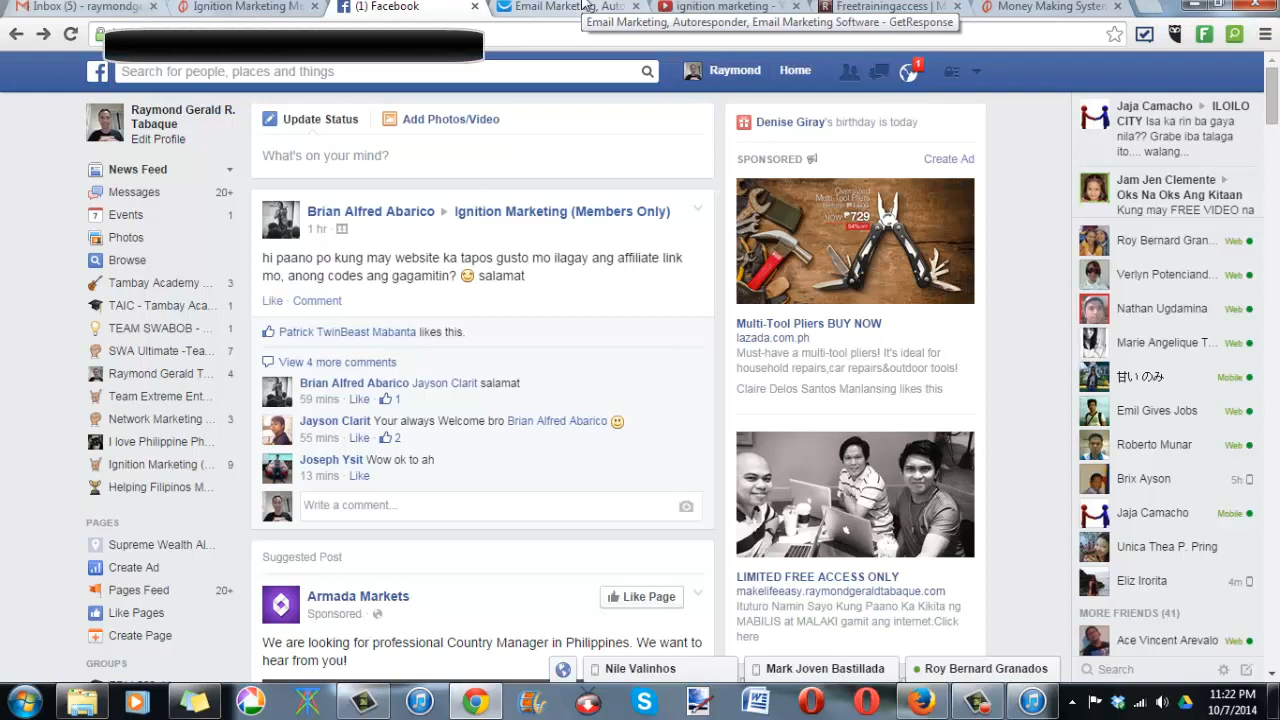 Inbox (5) - raymondg
Ignition Marketing Me
(1) Facebook
Email Marketing, Auto
ignition marketing - Y
Freetrainingaccess | M
Money Making System
Email Marketing, Autoresponder, Email Marketing Software - GetResponse
Search for people, places and things
Raymond
Home
1
Raymond Gerald R. Tabaque
Edit Profile
News Feed
Messages 20+
Events 1
Photos
Browse
Tambay Academy ... 3
TAIC - Tambay Aca... 1
TEAM SWABOB - ... 1
SWA Ultimate -Tea... 7
Raymond Gerald T... 4
Team Extreme Ent...
Network Marketing ... 3
I love Philippine Ph...
Ignition Marketing (... 9
Helping Filipinos M...
PAGES
Supreme Wealth Al...
Create Ad
Pages Feed 20+
Like Pages
Create Page
GROUPS
Update Status
Add Photos/Video
What's on your mind?
Brian Alfred Abarico ▸ Ignition Marketing (Members Only)
1 hr ·
hi paano po kung may website ka tapos gusto mo ilagay ang affiliate link
mo, anong codes ang gagamitin? salamat
Like · Comment
Patrick TwinBeast Mabanta likes this.
View 4 more comments
Brian Alfred Abarico Jayson Clarit salamat
59 mins · Like · 1
Jayson Clarit Your always Welcome bro Brian Alfred Abarico
55 mins · Like · 2
Joseph Ysit Wow ok to ah
13 mins · Like
Write a comment...
Suggested Post
Armada Markets
Sponsored ·
Like Page
We are looking for professional Country Manager in Philippines. We want to
hear from you!
Denise Giray's birthday is today
SPONSORED
Create Ad
Oversized
Multi-Tool Pliers
NOW ₱729
54% OFF
Multi-Tool Pliers BUY NOW
lazada.com.ph
Must-have a multi-tool pliers! It's ideal for
household repairs,car repairs&outdoor tools!
Claire Delos Santos Manlansing likes this
LIMITED FREE ACCESS ONLY
makelifeeasy.raymondgeraldtabaque.com
Ituturo Namin Sayo Kung Paano Ka Kikita ng
MABILIS at MALAKI gamit ang internet.Click
here
Jaja Camacho ▸ ILOILO
CITY Isa ka rin ba gaya
nila?? Grabe iba talaga
ito.... walang...
Jam Jen Clemente ▸
Oks Na Oks Ang Kitaan
Kung may FREE VIDEO na
Roy Bernard Gran... Web
Verlyn Potenciand... Web
Nathan Ugdamina Web
Marie Angelique T... Web
甘い のみ Mobile
Emil Gives Jobs Web
Roberto Munar Web
Brix Ayson 5h
Jaja Camacho Mobile
Unica Thea P. Pring
Eliz Irorita 4m
MORE FRIENDS (41)
Ace Vincent Arevalo Web
Search
Nile Valinhos
Mark Joven Bastillada
Roy Bernard Granados
11:22 PM
10/7/2014